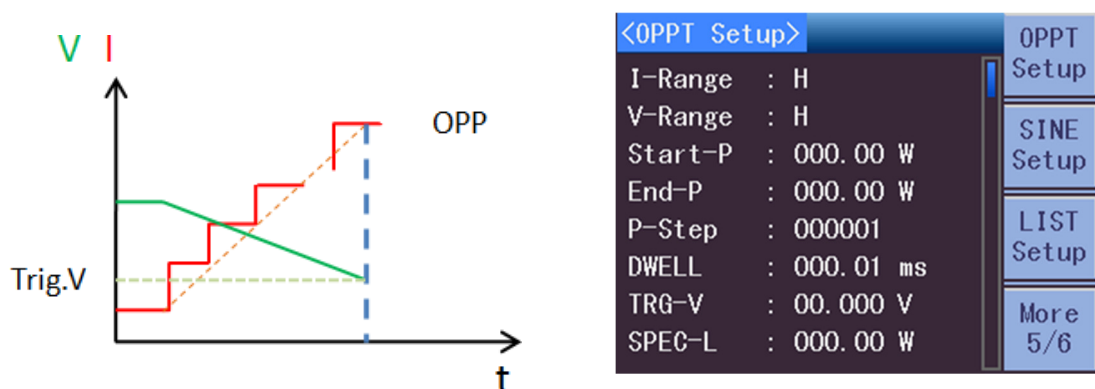 V I
OPP
Trig.V
t
<OPPT Setup>
I-Range : H
V-Range : H
Start-P : 000.00 W
End-P : 000.00 W
P-Step : 000001
DWELL : 000.01 ms
TRG-V : 00.000 V
SPEC-L : 000.00 W
OPPT
Setup
SINE
Setup
LIST
Setup
More
5/6